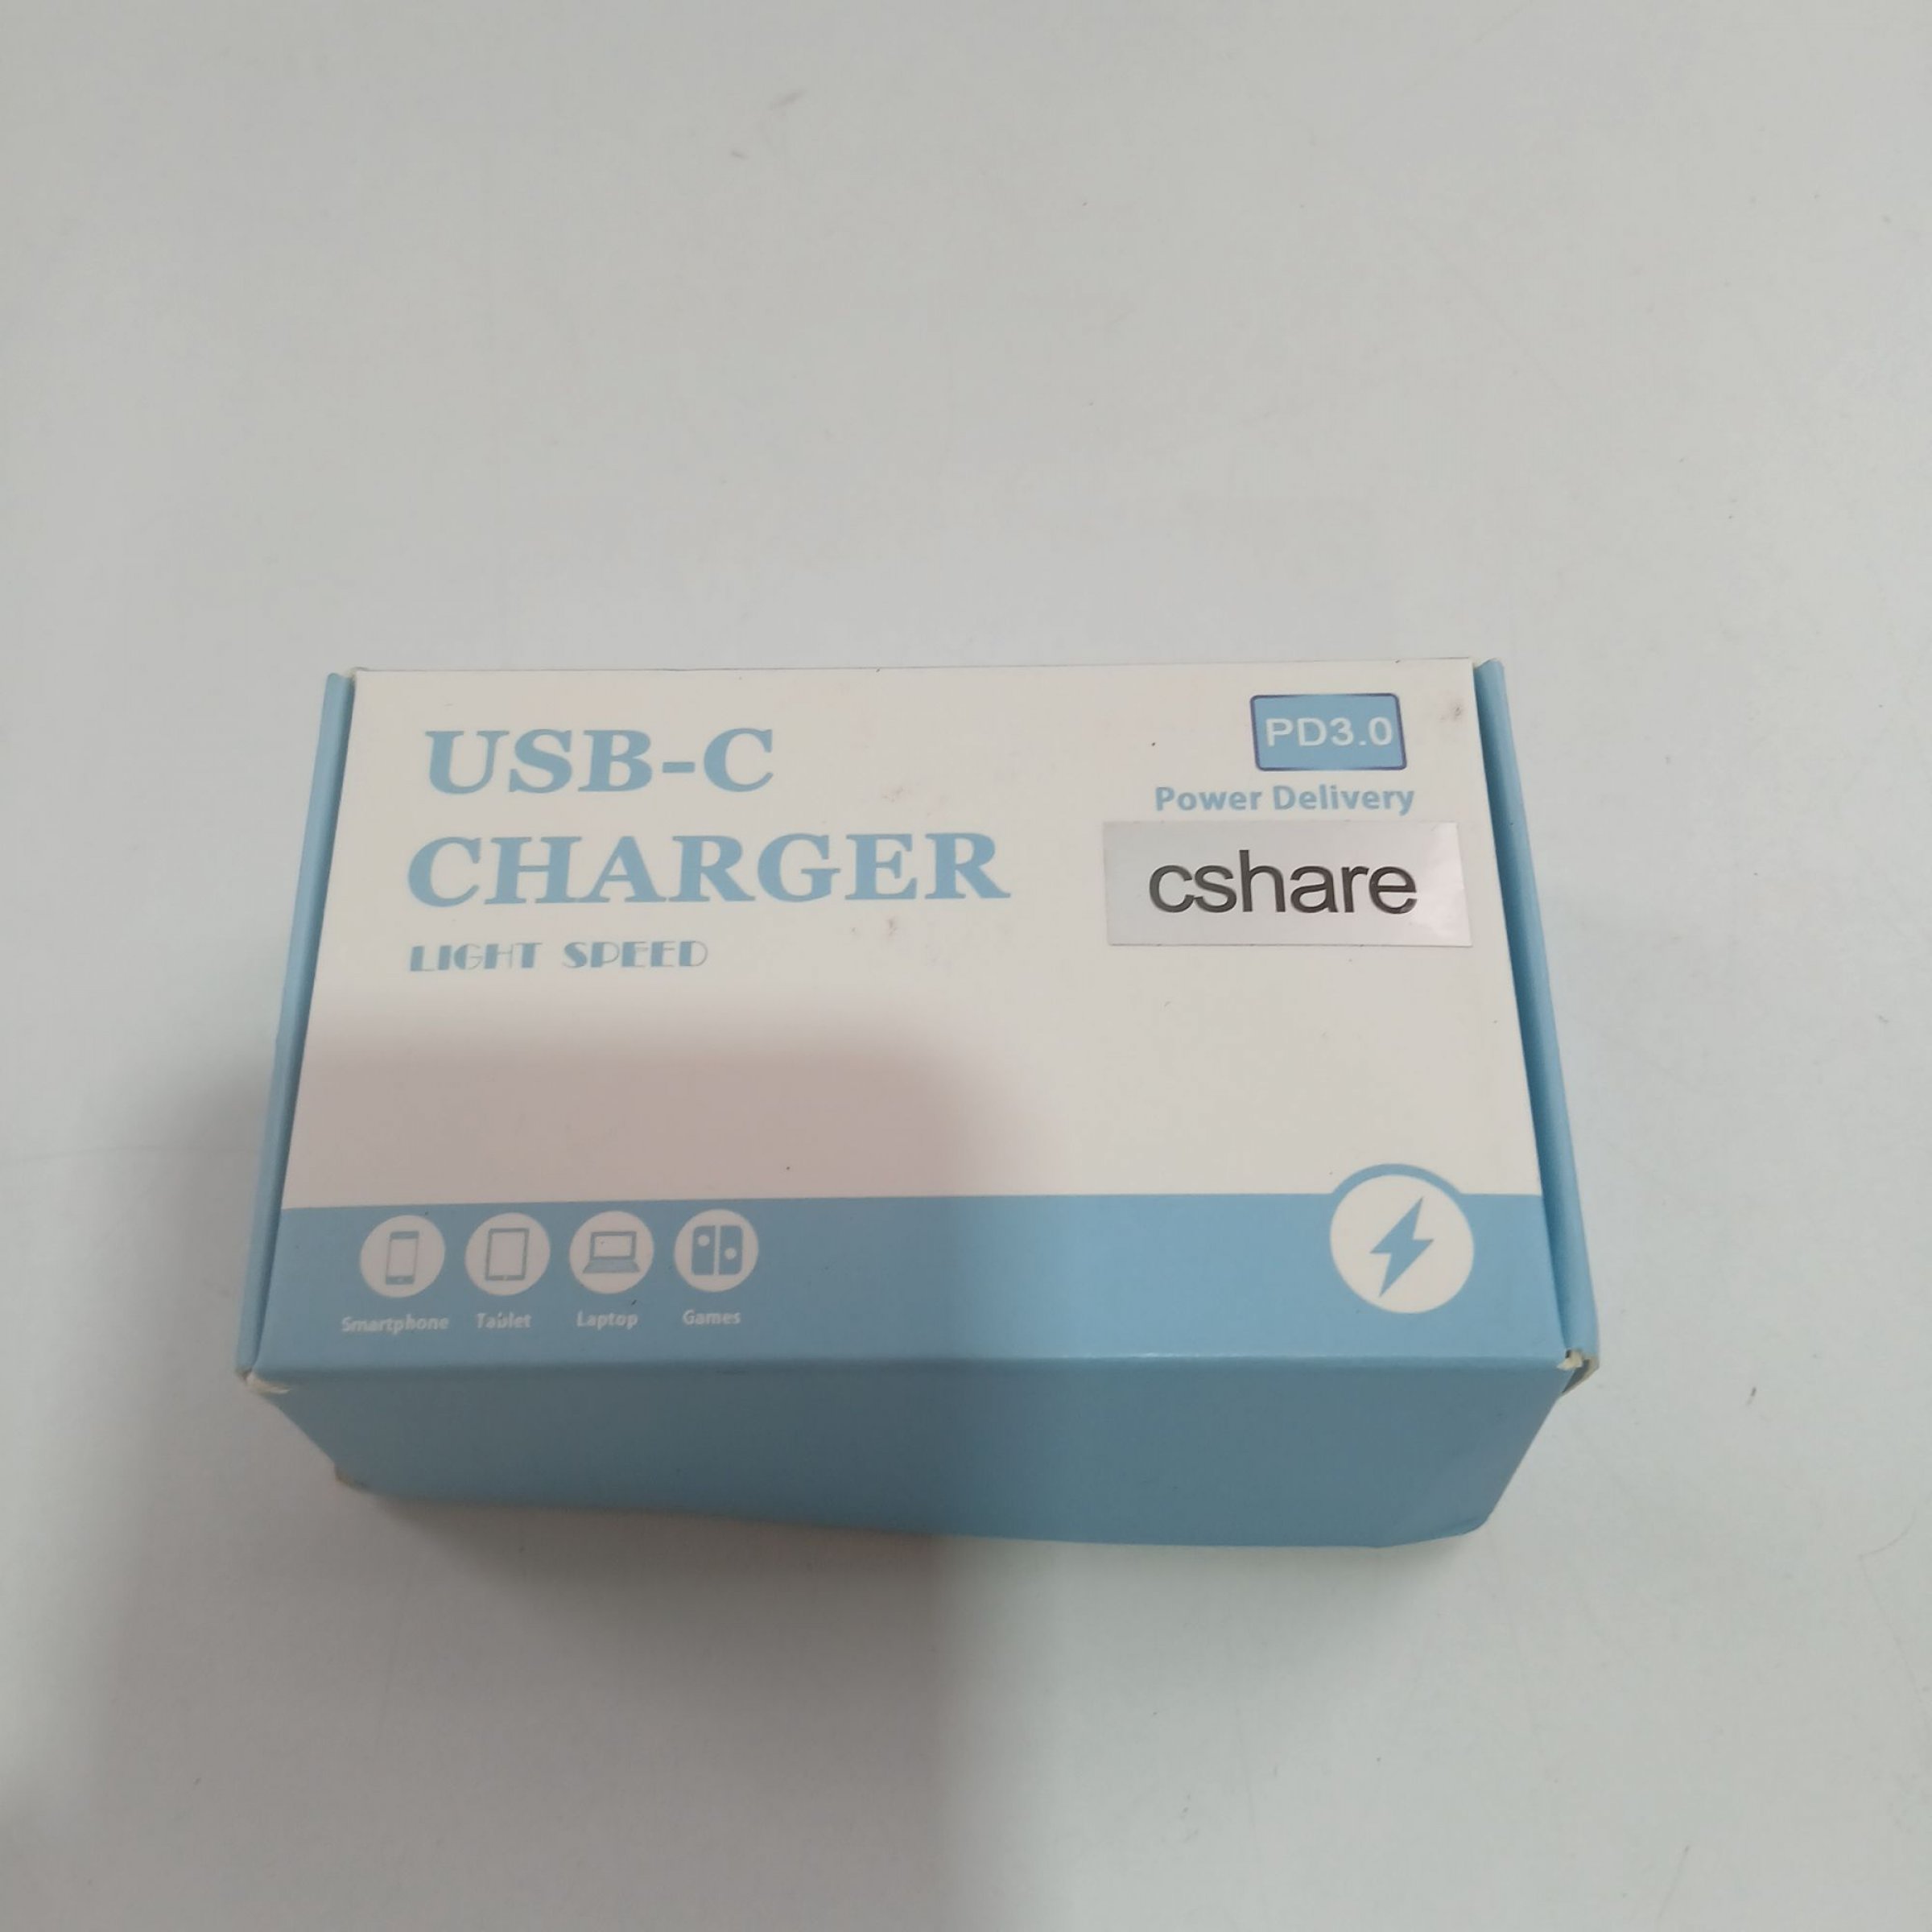 USB-C
CHARGER
LIGHT SPEED
PD3.0
Power Delivery
cshare
Smartphone
Tablet
Laptop
Games